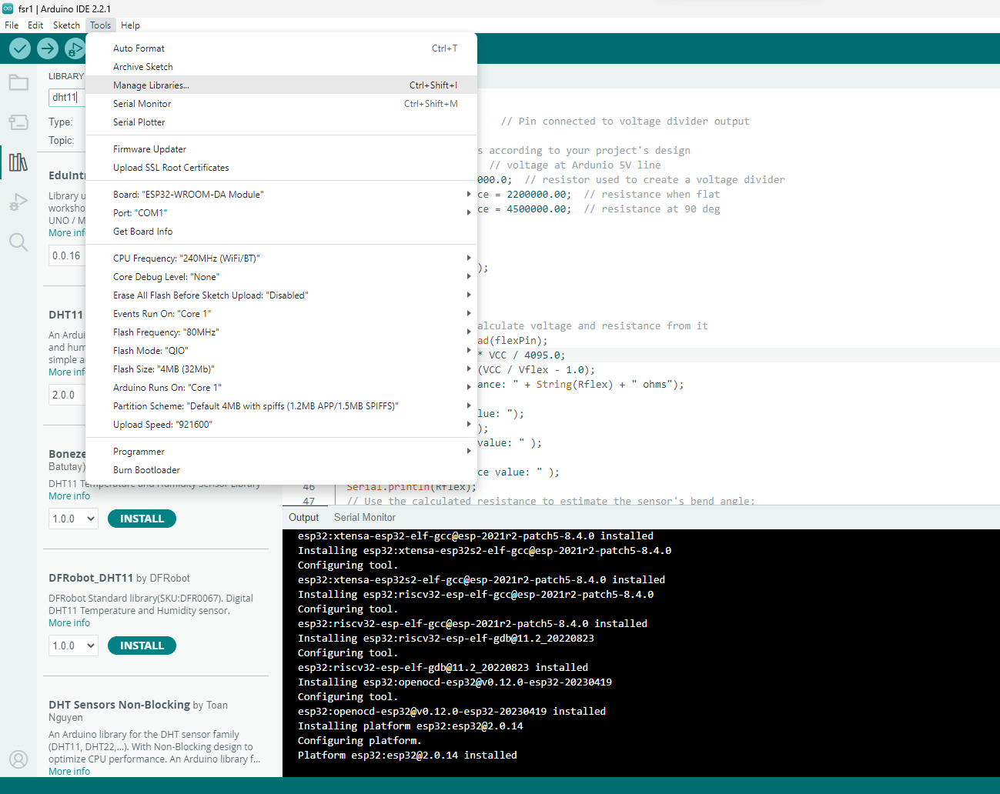 fsr1 | Arduino IDE 2.2.1
File Edit Sketch Tools Help
Auto Format Ctrl+T
Archive Sketch
Manage Libraries... Ctrl+Shift+I
Serial Monitor Ctrl+Shift+M
Serial Plotter
Firmware Updater
Upload SSL Root Certificates
Board: "ESP32-WROOM-DA Module"
Port: "COM1"
Get Board Info
CPU Frequency: "240MHz (WiFi/BT)"
Core Debug Level: "None"
Erase All Flash Before Sketch Upload: "Disabled"
Events Run On: "Core 1"
Flash Frequency: "80MHz"
Flash Mode: "QIO"
Flash Size: "4MB (32Mb)"
Arduino Runs On: "Core 1"
Partition Scheme: "Default 4MB with spiffs (1.2MB APP/1.5MB SPIFFS)"
Upload Speed: "921600"
Programmer
Burn Bootloader
LIBRARY
dht11
Type:
Topic:
EduIntr
Library u
worksho
UNO / M
More inf
0.0.16
DHT11
An Ardui
and hum
simple a
More inf
2.0.0
Boneze
Batutay)
DHT11 Temperature and Humidity Sensor Library
More info
1.0.0 INSTALL
DFRobot_DHT11 by DFRobot
DFRobot Standard library(SKU:DFR0067). Digital
DHT11 Temperature and Humidity sensor.
More info
1.0.0 INSTALL
DHT Sensors Non-Blocking by Toan
Nguyen
An Arduino library for the DHT sensor family
(DHT11, DHT22,...). With Non-Blocking design to
optimize CPU performance. An Arduino library f...
More info
// Pin connected to voltage divider output
s according to your project's design
// voltage at Ardunio 5V line
000.0;  // resistor used to create a voltage divider
ce = 2200000.00;  // resistance when flat
ce = 4500000.00;  // resistance at 90 deg
);
alculate voltage and resistance from it
ad(flexPin);
* VCC / 4095.0;
(VCC / Vflex - 1.0);
ance: " + String(Rflex) + " ohms");
lue: ");
);
value: " );
ce value: " );
46 Serial.println(Rflex);
47 // Use the calculated resistance to estimate the sensor's bend angle:
Output Serial Monitor
esp32:xtensa-esp32-elf-gcc@esp-2021r2-patch5-8.4.0 installed
Installing esp32:xtensa-esp32s2-elf-gcc@esp-2021r2-patch5-8.4.0
Configuring tool.
esp32:xtensa-esp32s2-elf-gcc@esp-2021r2-patch5-8.4.0 installed
Installing esp32:riscv32-esp-elf-gcc@esp-2021r2-patch5-8.4.0
Configuring tool.
esp32:riscv32-esp-elf-gcc@esp-2021r2-patch5-8.4.0 installed
Installing esp32:riscv32-esp-elf-gdb@11.2_20220823
Configuring tool.
esp32:riscv32-esp-elf-gdb@11.2_20220823 installed
Installing esp32:openocd-esp32@v0.12.0-esp32-20230419
Configuring tool.
esp32:openocd-esp32@v0.12.0-esp32-20230419 installed
Installing platform esp32:esp32@2.0.14
Configuring platform.
Platform esp32:esp32@2.0.14 installed